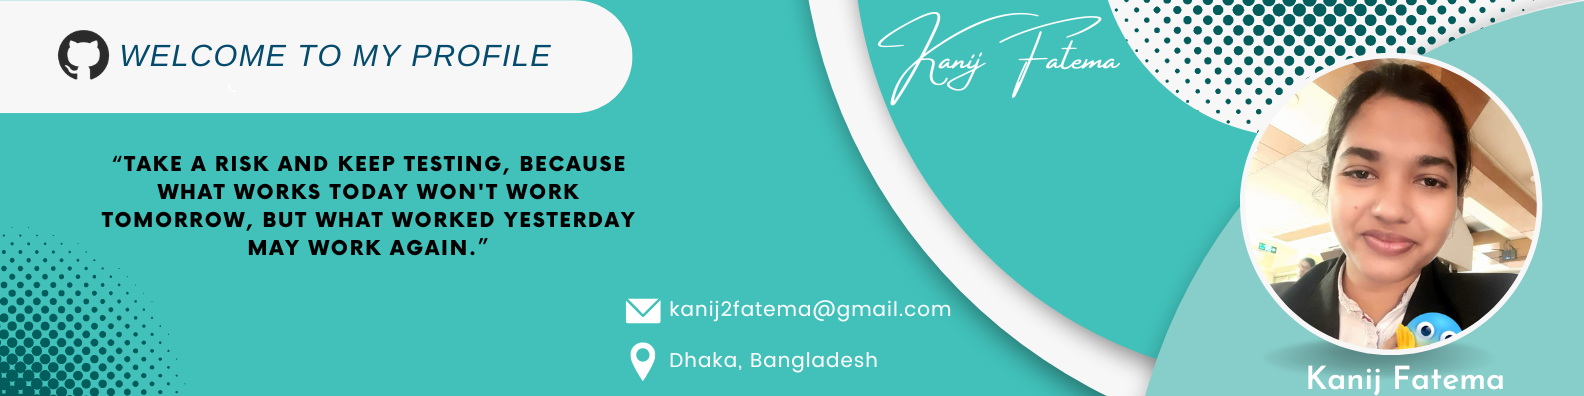 WELCOME TO MY PROFILE
Kanij Fatema
“TAKE A RISK AND KEEP TESTING, BECAUSE
WHAT WORKS TODAY WON'T WORK
TOMORROW, BUT WHAT WORKED YESTERDAY
MAY WORK AGAIN.”
kanij2fatema@gmail.com
Dhaka, Bangladesh
Kanij Fatema